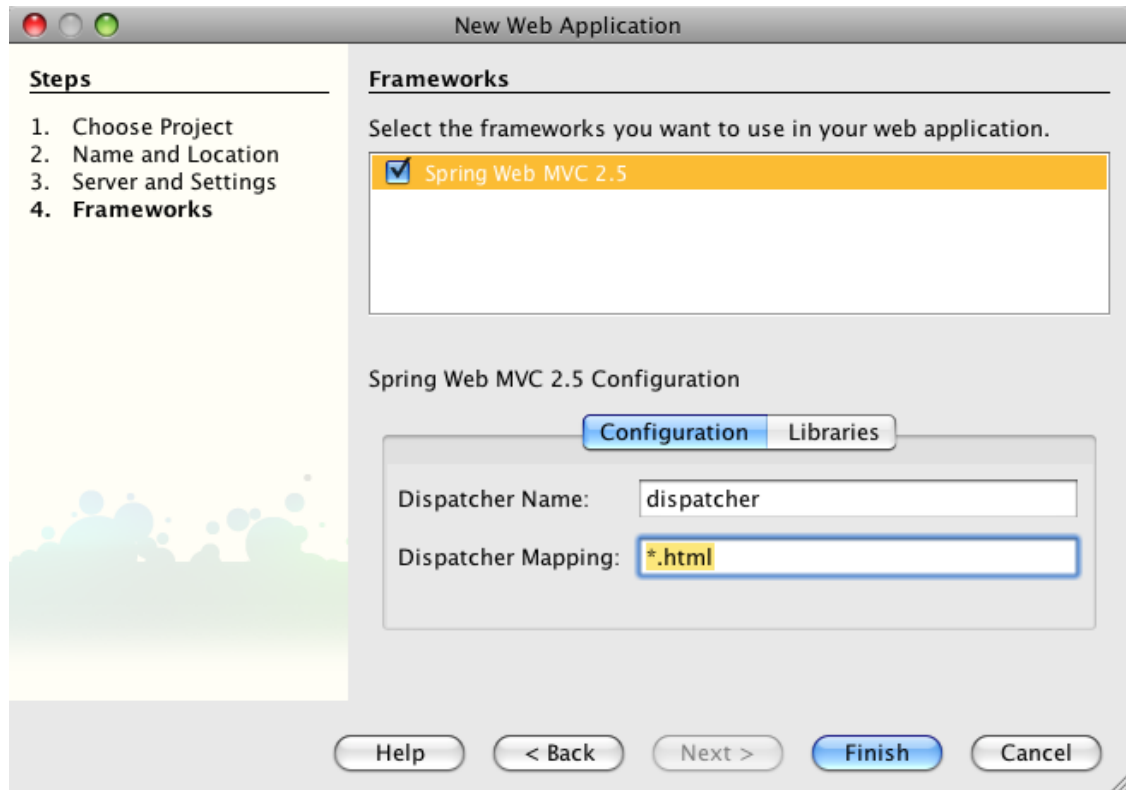 New Web Application
Steps
1. Choose Project
2. Name and Location
3. Server and Settings
4. Frameworks
Frameworks
Select the frameworks you want to use in your web application.
Spring Web MVC 2.5
Spring Web MVC 2.5 Configuration
Configuration Libraries
Dispatcher Name: dispatcher
Dispatcher Mapping: *.html
Help < Back Next > Finish Cancel